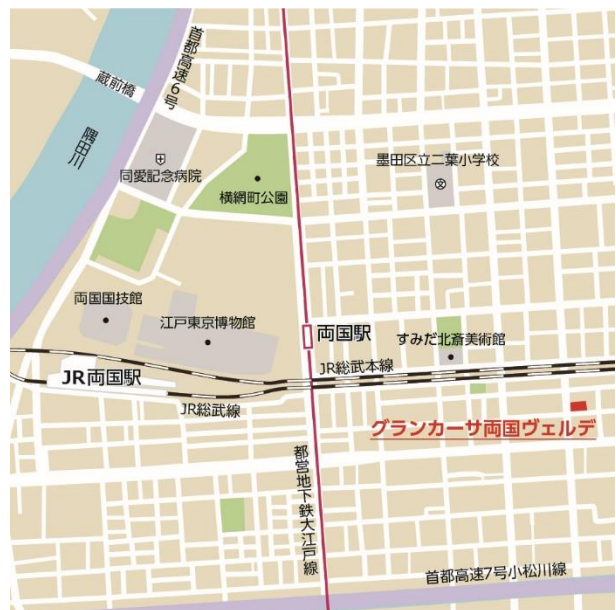 首都高速6号
蔵前橋
隅田川
同愛記念病院
横網町公園
墨田区立二葉小学校
文
両国国技館
江戸東京博物館
両国駅
すみだ北斎美術館
JR総武本線
JR両国駅
JR総武線
グランカーサ両国ヴェルデ
都営地下鉄大江戸線
首都高速7号小松川線